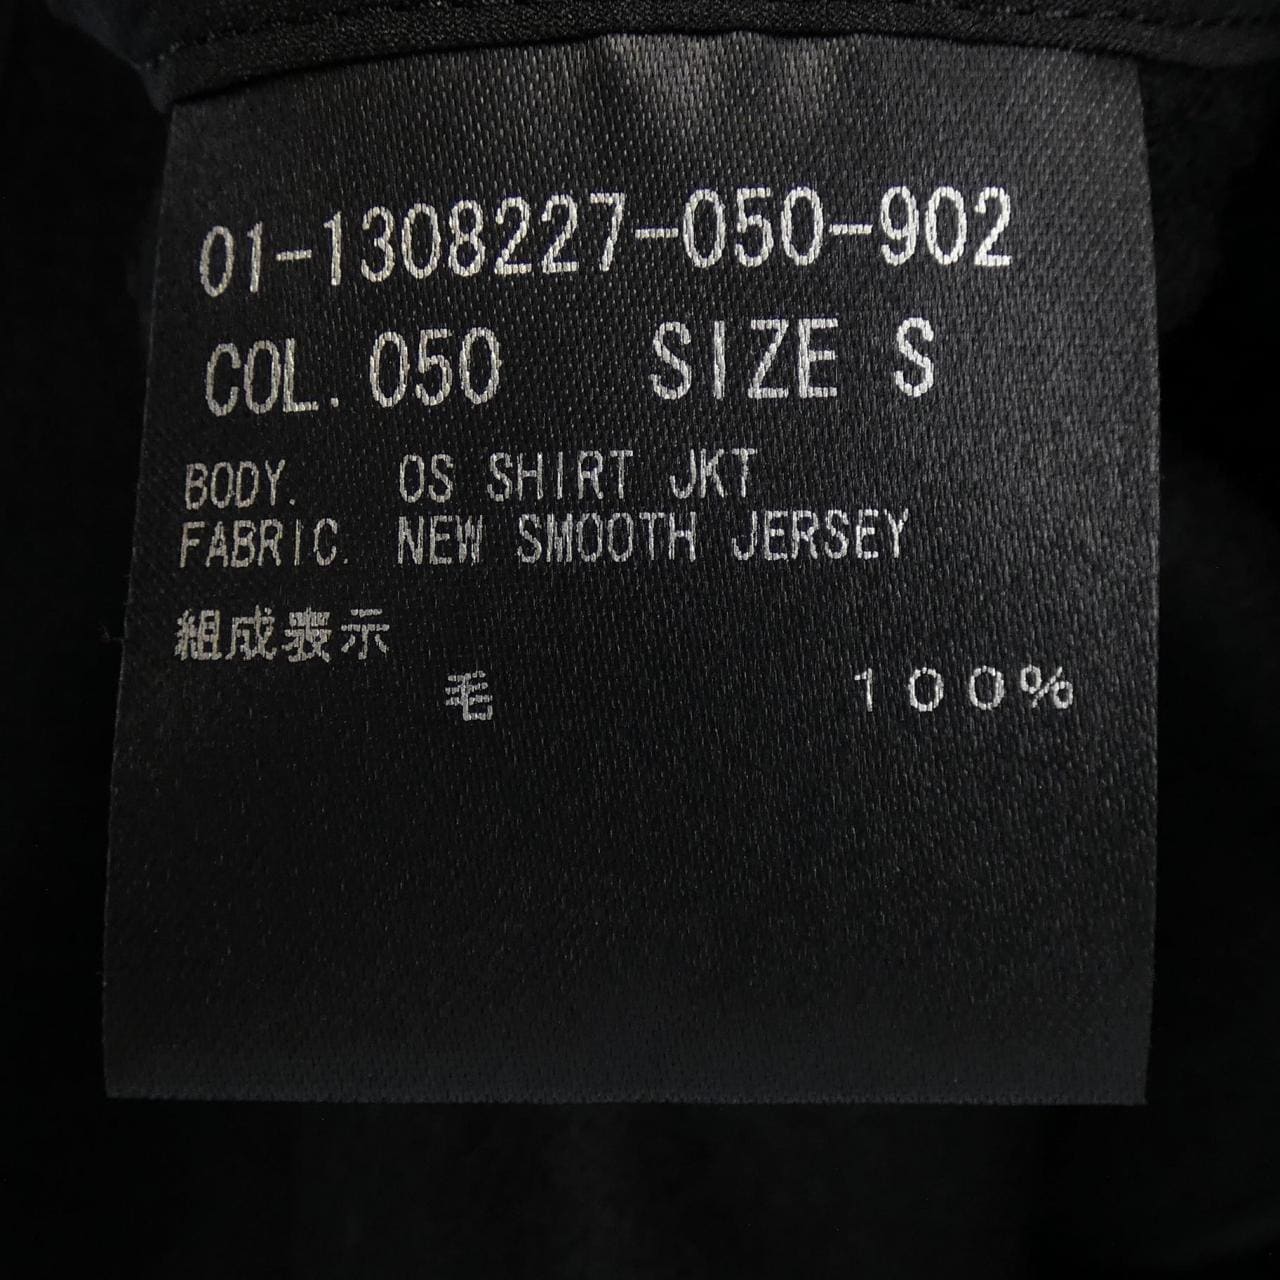 01-1308227-050-902
COL. 050 SIZE S
BODY. OS SHIRT JKT
FABRIC. NEW SMOOTH JERSEY
組成表示
毛 100%